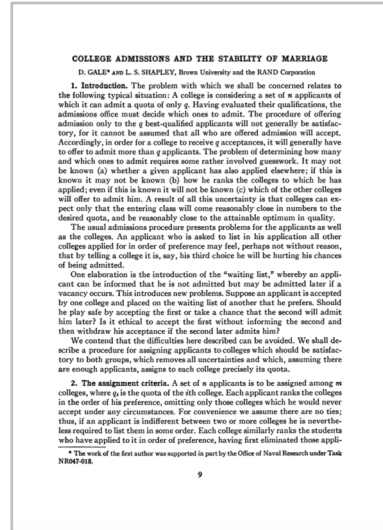 COLLEGE ADMISSIONS AND THE STABILITY OF MARRIAGE
D. GALE* AND L. S. SHAPLEY, Brown University and the RAND Corporation
1. Introduction. The problem with which we shall be concerned relates to
the following typical situation: A college is considering a set of n applicants of
which it can admit a quota of only q. Having evaluated their qualifications, the
admissions office must decide which ones to admit. The procedure of offering
admission only to the q best-qualified applicants will not generally be satisfac-
tory, for it cannot be assumed that all who are offered admission will accept.
Accordingly, in order for a college to receive q acceptances, it will generally have
to offer to admit more than q applicants. The problem of determining how many
and which ones to admit requires some rather involved guesswork. It may not
be known (a) whether a given applicant has also applied elsewhere; if this is
known it may not be known (b) how he ranks the colleges to which he has
applied; even if this is known it will not be known (c) which of the other colleges
will offer to admit him. A result of all this uncertainty is that colleges can ex-
pect only that the entering class will come reasonably close in numbers to the
desired quota, and be reasonably close to the attainable optimum in quality.
The usual admissions procedure presents problems for the applicants as well
as the colleges. An applicant who is asked to list in his application all other
colleges applied for in order of preference may feel, perhaps not without reason,
that by telling a college it is, say, his third choice he will be hurting his chances
of being admitted.
One elaboration is the introduction of the "waiting list," whereby an appli-
cant can be informed that he is not admitted but may be admitted later if a
vacancy occurs. This introduces new problems. Suppose an applicant is accepted
by one college and placed on the waiting list of another that he prefers. Should
he play safe by accepting the first or take a chance that the second will admit
him later? Is it ethical to accept the first without informing the second and
then withdraw his acceptance if the second later admits him?
We contend that the difficulties here described can be avoided. We shall de-
scribe a procedure for assigning applicants to colleges which should be satisfac-
tory to both groups, which removes all uncertainties and which, assuming there
are enough applicants, assigns to each college precisely its quota.
2. The assignment criteria. A set of n applicants is to be assigned among m
colleges, where qᵢ is the quota of the ith college. Each applicant ranks the colleges
in the order of his preference, omitting only those colleges which he would never
accept under any circumstances. For convenience we assume there are no ties;
thus, if an applicant is indifferent between two or more colleges he is neverthe-
less required to list them in some order. Each college similarly ranks the students
who have applied to it in order of preference, having first eliminated those appli-
* The work of the first author was supported in part by the Office of Naval Research under Task
NR047-018.
9